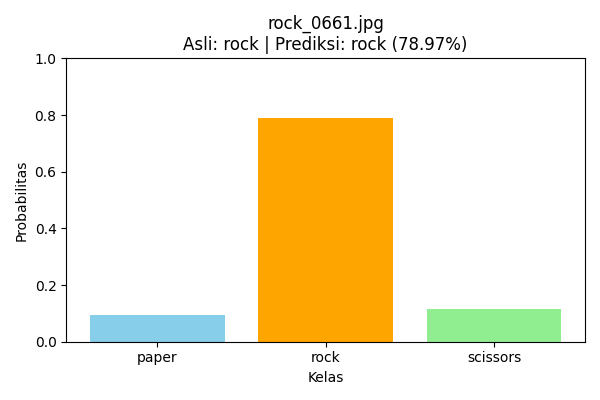 rock_0661.jpg
Asli: rock | Prediksi: rock (78.97%)
1.0
0.8
0.6
0.4
0.2
0.0
Probabilitas
paper
rock
scissors
Kelas